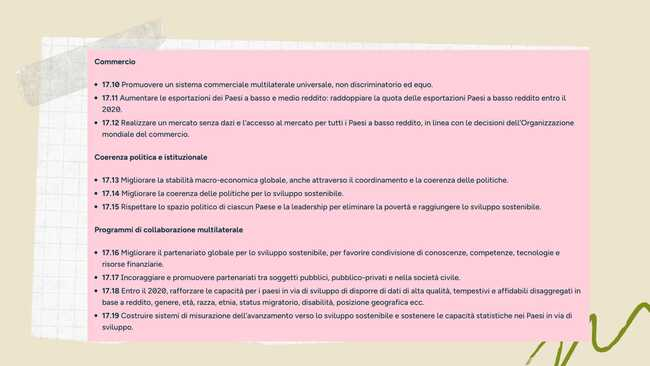 Commercio
• 17.10 Promuovere un sistema commerciale multilaterale universale, non discriminatorio ed equo.
• 17.11 Aumentare le esportazioni dei Paesi a basso e medio reddito: raddoppiare la quota delle esportazioni Paesi a basso reddito entro il
2020.
• 17.12 Realizzare un mercato senza dazi e l'accesso al mercato per tutti i Paesi a basso reddito, in linea con le decisioni dell'Organizzazione
mondiale del commercio.
Coerenza politica e istituzionale
• 17.13 Migliorare la stabilità macro-economica globale, anche attraverso il coordinamento e la coerenza delle politiche.
• 17.14 Migliorare la coerenza delle politiche per lo sviluppo sostenibile.
• 17.15 Rispettare lo spazio politico di ciascun Paese e la leadership per eliminare la povertà e raggiungere lo sviluppo sostenibile.
Programmi di collaborazione multilaterale
• 17.16 Migliorare il partenariato globale per lo sviluppo sostenibile, per favorire condivisione di conoscenze, competenze, tecnologie e
risorse finanziarie.
• 17.17 Incoraggiare e promuovere partenariati tra soggetti pubblici, pubblico-privati e nella società civile.
• 17.18 Entro il 2020, rafforzare le capacità per i paesi in via di sviluppo di disporre di dati di alta qualità, tempestivi e affidabili disaggregati in
base a reddito, genere, età, razza, etnia, status migratorio, disabilità, posizione geografica ecc.
• 17.19 Costruire sistemi di misurazione dell'avanzamento verso lo sviluppo sostenibile e sostenere le capacità statistiche nei Paesi in via di
sviluppo.